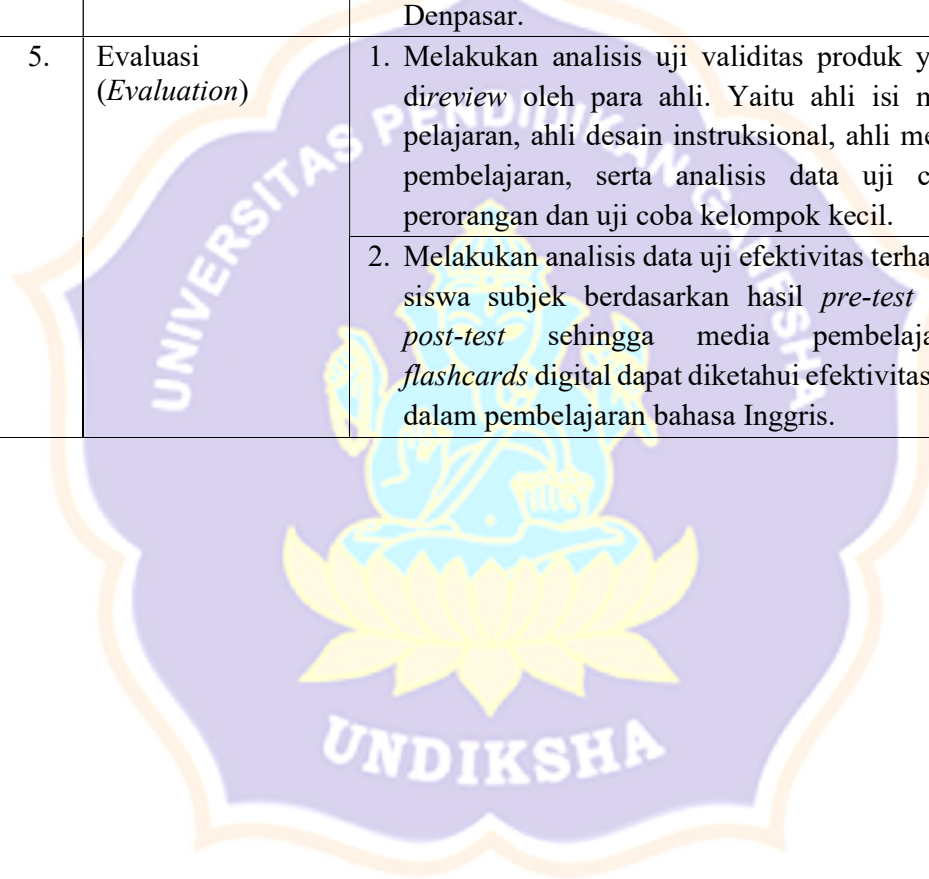 Denpasar.
5. Evaluasi 1. Melakukan analisis uji validitas produk
(Evaluation) direview oleh para ahli. Yaitu ahli isi
pelajaran, ahli desain instruksional, ahli
pembelajaran, serta analisis data uji
perorangan dan uji coba kelompok kecil.
2. Melakukan analisis data uji efektivitas
siswa subjek berdasarkan hasil pre-test
post-test sehingga media
flashcards digital dapat diketahui efektivitas
dalam pembelajaran bahasa Inggris.
UNIVERSITAS PENDIDIKAN GANESHA
UNDIKSHA